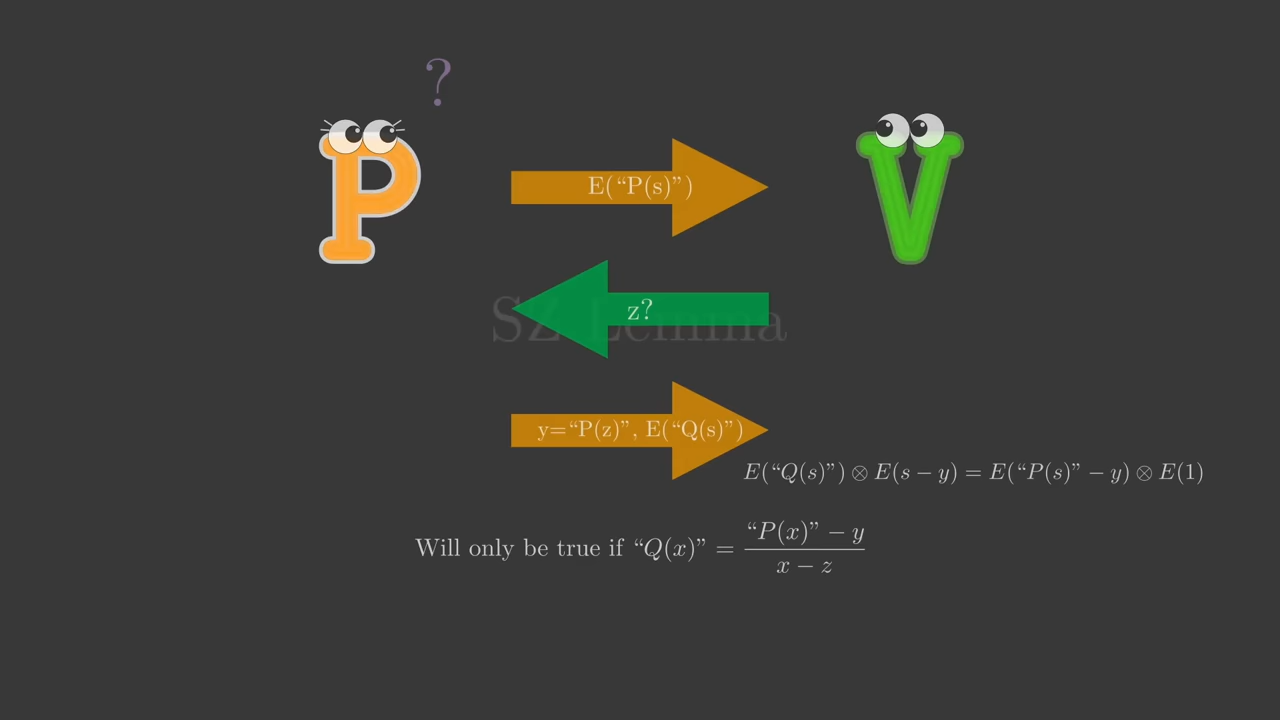 ?
P
V
E(“P(s)”)
z?
SZ Lemma
y=“P(z)”, E(“Q(s)”)
E(“Q(s)”) ⊗ E(s − y) = E(“P(s)” − y) ⊗ E(1)
Will only be true if “Q(x)” = “P(x)” − y / x − z